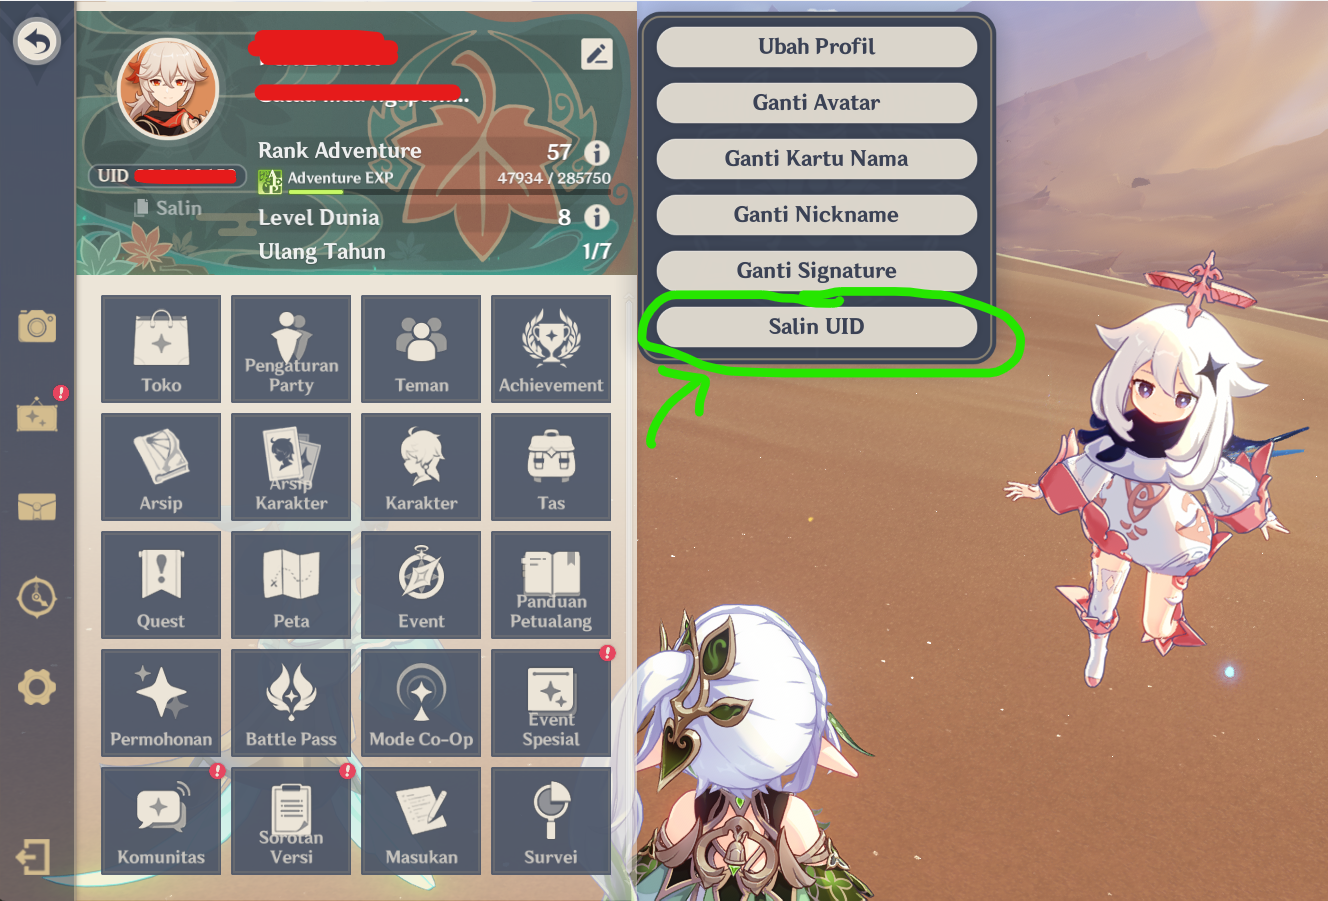 UID
Salin
Rank Adventure 57
Adventure EXP 47934 / 285750
Level Dunia 8
Ulang Tahun 1/7
Toko
Pengaturan
Party
Teman
Achievement
Arsip
Arsip
Karakter
Karakter
Tas
Quest
Peta
Event
Panduan
Petualang
Permohonan
Battle Pass
Mode Co-Op
Event
Spesial
Komunitas
Sorotan
Versi
Masukan
Survei
Ubah Profil
Ganti Avatar
Ganti Kartu Nama
Ganti Nickname
Ganti Signature
Salin UID